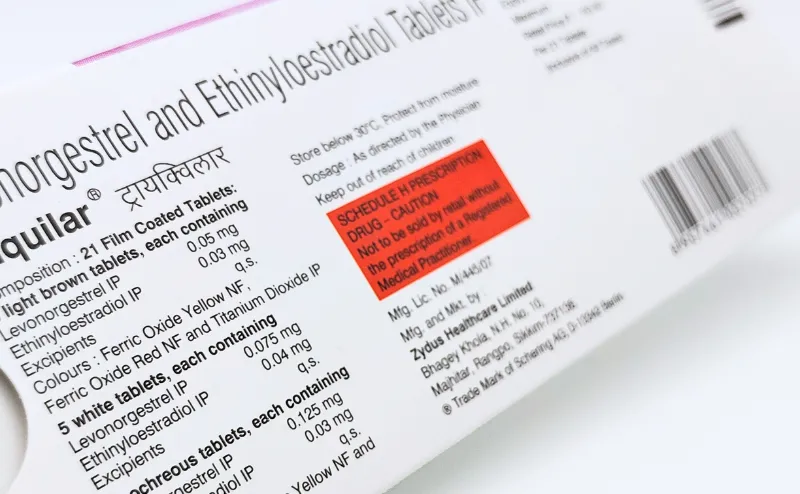 norgestrel and Ethinyloestradiol Tablets IP
quilar® ट्रायक्विलार
mposition : 21 Film Coated Tablets:
light brown tablets, each containing
Levonorgestrel IP 0.05 mg
Ethinyloestradiol IP 0.03 mg
Excipients q.s.
Colours : Ferric Oxide Yellow NF,
Ferric Oxide Red NF and Titanium Dioxide IP
5 white tablets, each containing
Levonorgestrel IP 0.075 mg
Ethinyloestradiol IP 0.04 mg
Excipients q.s.
ochreous tablets, each containing
orgestrel IP 0.125 mg
estradiol IP 0.03 mg
q.s.
Yellow NF and
Store below 30°C. Protect from moisture
Dosage : As directed by the Physician
Keep out of reach of children
SCHEDULE H PRESCRIPTION
DRUG - CAUTION
Not to be sold by retail without
the prescription of a Registered
Medical Practitioner.
Mfg. Lic. No. M/445/07
Mfg. and Mkt. by :
Zydus Healthcare Limited
Bhagey Khola, N.H. No. 10,
Majhitar, Rangpo, Sikkim-737136
® Trade Mark of Schering AG, D-13342 Berlin
Maximum